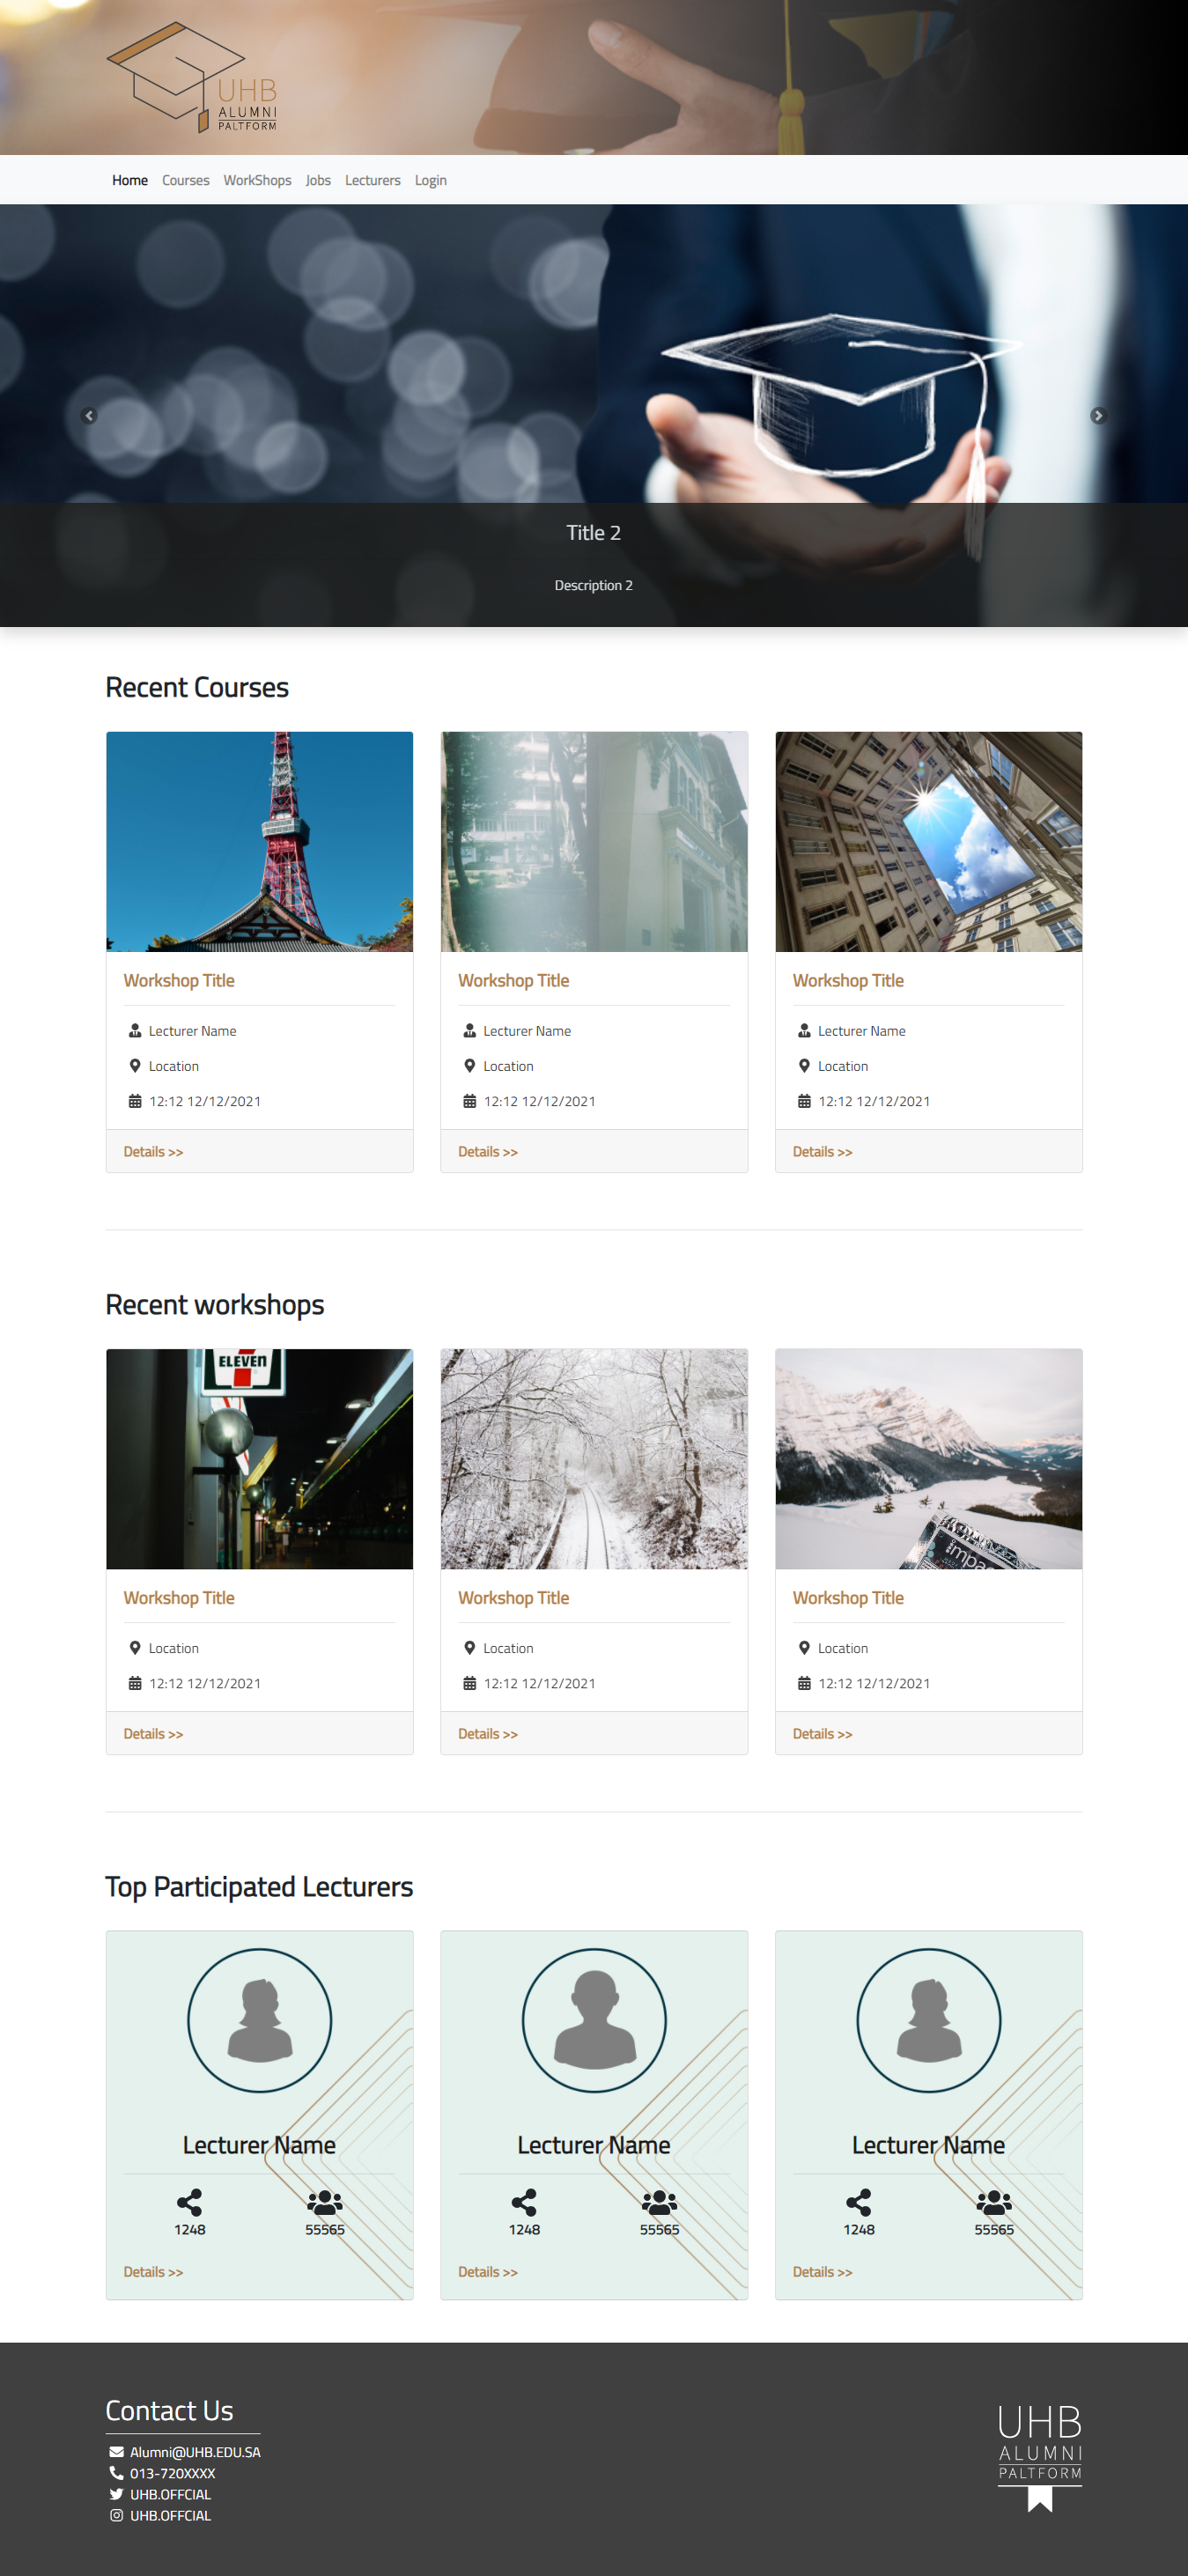 UHB
ALUMNI
PALTFORM
Home Courses WorkShops Jobs Lecturers Login
Title 2
Description 2
Recent Courses
Workshop Title Workshop Title Workshop Title
Lecturer Name Lecturer Name Lecturer Name
Location Location Location
12:12 12/12/2021 12:12 12/12/2021 12:12 12/12/2021
Details >> Details >> Details >>
Recent workshops
ELEVEn
Workshop Title Workshop Title Workshop Title
Location Location Location
12:12 12/12/2021 12:12 12/12/2021 12:12 12/12/2021
Details >> Details >> Details >>
Top Participated Lecturers
Lecturer Name Lecturer Name Lecturer Name
1248 55565 1248 55565 1248 55565
Details >> Details >> Details >>
Contact Us
Alumni@UHB.EDU.SA
013-720XXXX
UHB.OFFCIAL
UHB.OFFCIAL
UHB
ALUMNI
PALTFORM